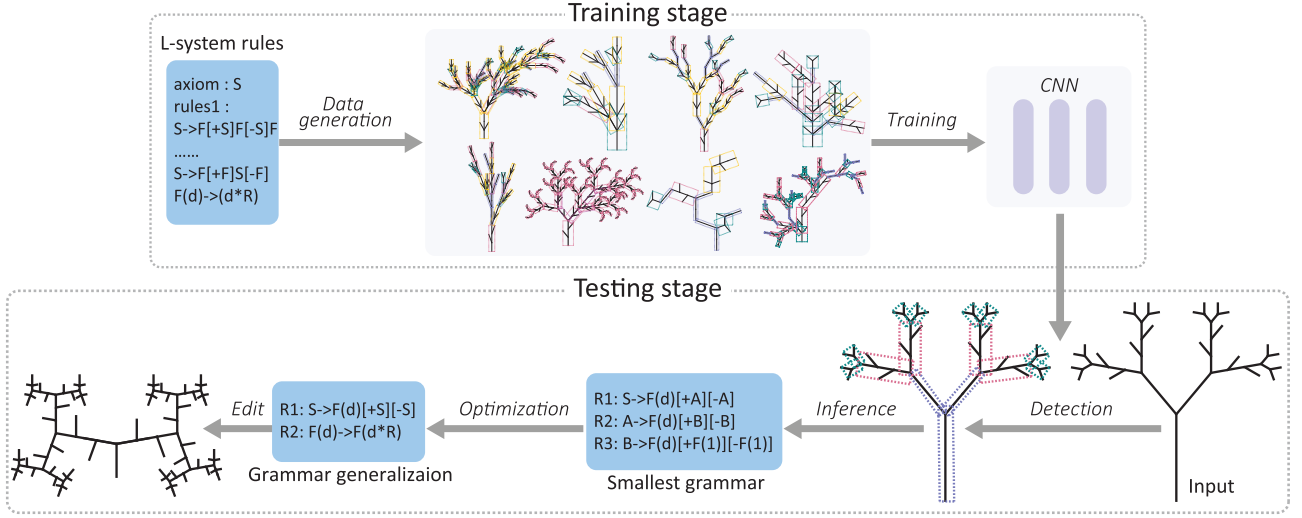 Training stage
L-system rules
axiom : S
rules1 :
S->F[+S]F[-S]F
......
S->F[+F]S[-F]
F(d)->(d*R)
Data
generation
Training
CNN
Testing stage
Edit
R1: S->F(d)[+S][-S]
R2: F(d)->F(d*R)
Grammar generalizaion
Optimization
R1: S->F(d)[+A][-A]
R2: A->F(d)[+B][-B]
R3: B->F(d)[+F(1)][-F(1)]
Smallest grammar
Inference
Detection
Input